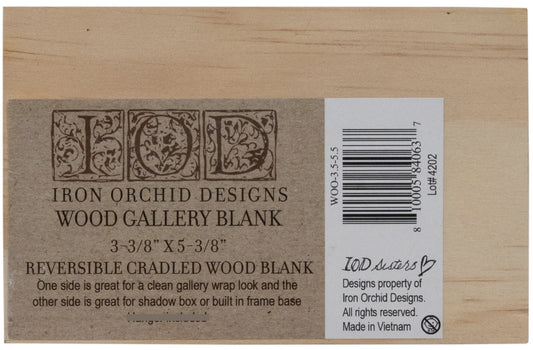 IOD
IRON ORCHID DESIGNS
WOOD GALLERY BLANK
3-3/8" X 5-3/8"
REVERSIBLE CRADLED WOOD BLANK
One side is great for a clean gallery wrap look and the
other side is great for shadow box or built in frame base
Hanger Included
WOO-3.5-5.5
8 10005 84063 7
Lot# 4202
IOD sisters
Designs property of
Iron Orchid Designs.
All rights reserved.
Made in Vietnam